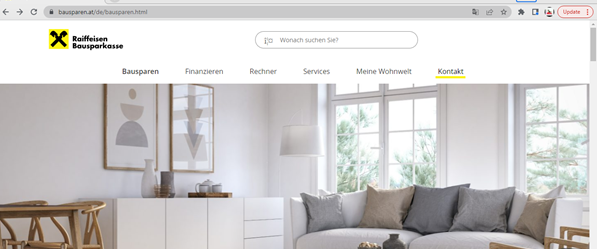 bausparen.at/de/bausparen.html
Update
Raiffeisen
Bausparkasse
Wonach suchen Sie?
Bausparen Finanzieren Rechner Services Meine Wohnwelt Kontakt